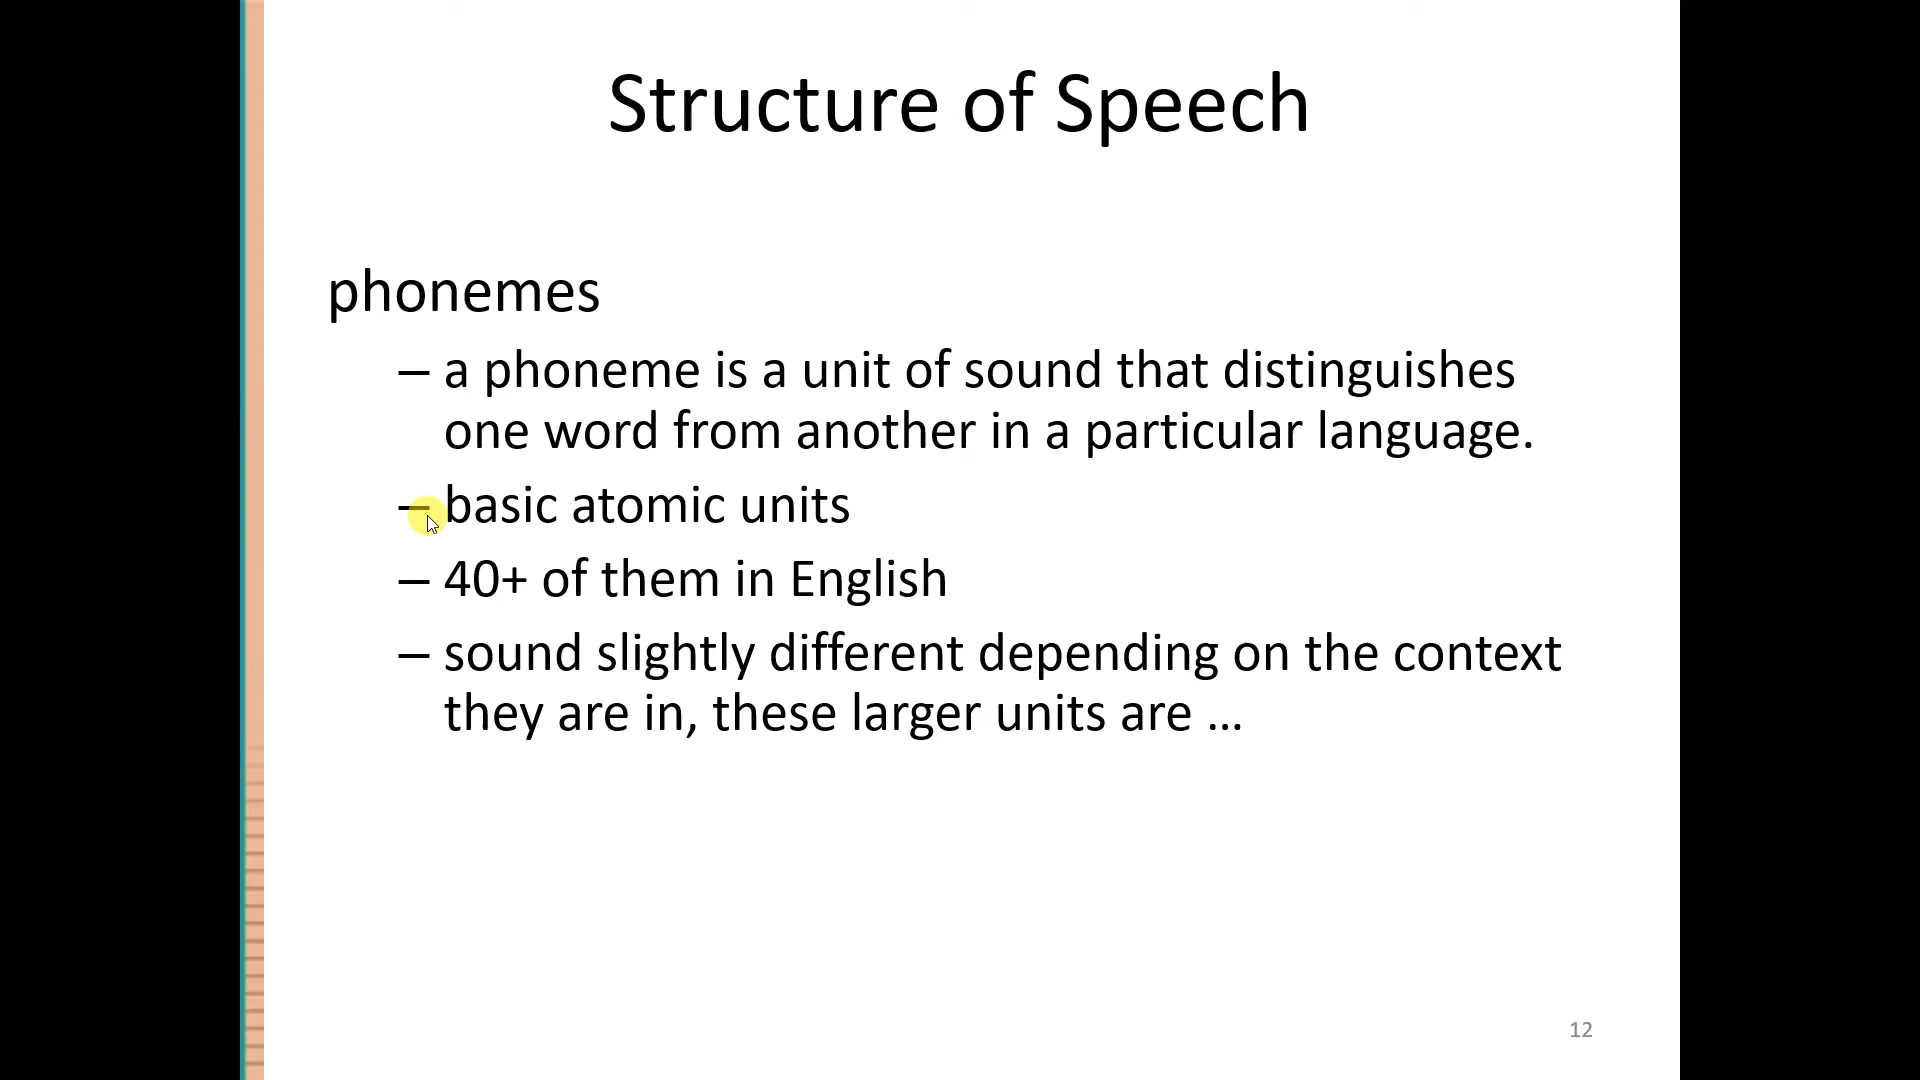 Structure of Speech
phonemes
– a phoneme is a unit of sound that distinguishes
one word from another in a particular language.
– basic atomic units
– 40+ of them in English
– sound slightly different depending on the context
they are in, these larger units are …
12